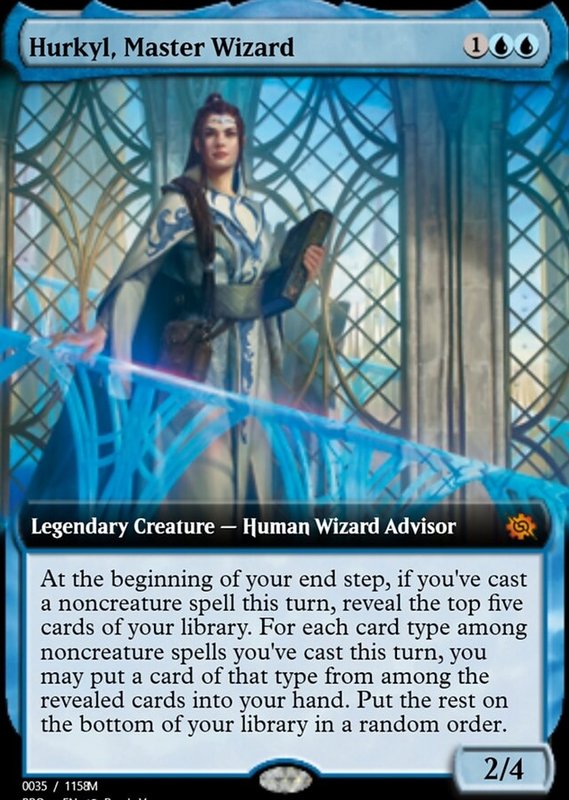 Hurkyl, Master Wizard
1
Legendary Creature — Human Wizard Advisor
At the beginning of your end step, if you've cast
a noncreature spell this turn, reveal the top five
cards of your library. For each card type among
noncreature spells you've cast this turn, you
may put a card of that type from among the
revealed cards into your hand. Put the rest on
the bottom of your library in a random order.
2/4
0035 / 1158M